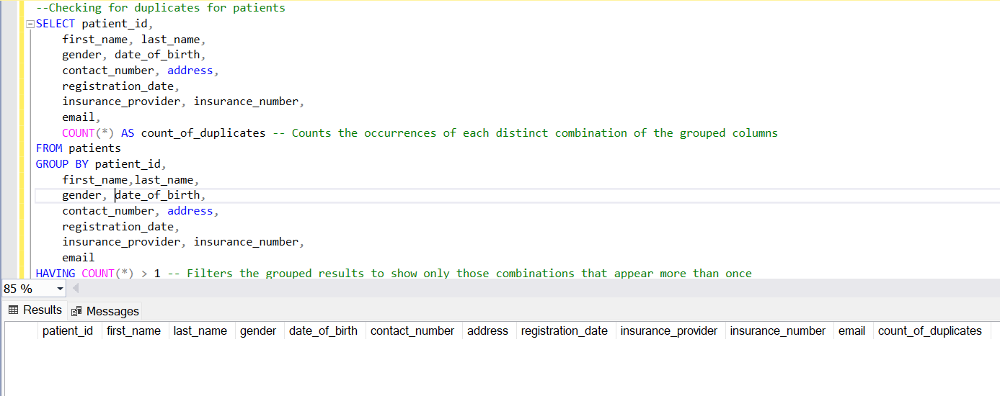 --Checking for duplicates for patients
SELECT patient_id,
first_name, last_name,
gender, date_of_birth,
contact_number, address,
registration_date,
insurance_provider, insurance_number,
email,
COUNT(*) AS count_of_duplicates -- Counts the occurrences of each distinct combination of the grouped columns
FROM patients
GROUP BY patient_id,
first_name,last_name,
gender, date_of_birth,
contact_number, address,
registration_date,
insurance_provider, insurance_number,
email
HAVING COUNT(*) > 1 -- Filters the grouped results to show only those combinations that appear more than once
85 %
Results Messages
patient_id first_name last_name gender date_of_birth contact_number address registration_date insurance_provider insurance_number email count_of_duplicates